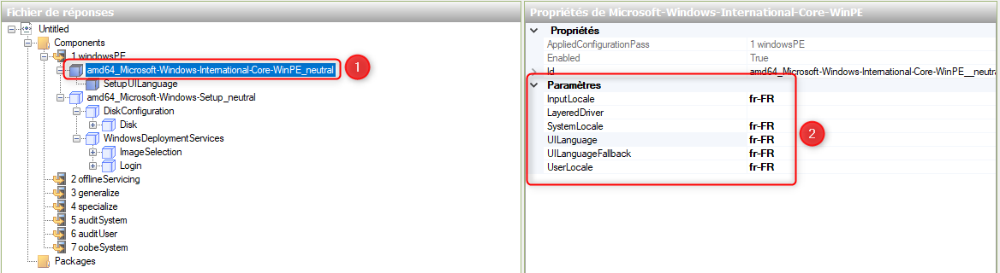 Fichier de réponses
Untitled
Components
1 windowsPE
amd64_Microsoft-Windows-International-Core-WinPE_neutral
1
SetupUILanguage
amd64_Microsoft-Windows-Setup_neutral
DiskConfiguration
Disk
WindowsDeploymentServices
ImageSelection
Login
2 offlineServicing
3 generalize
4 specialize
5 auditSystem
6 auditUser
7 oobeSystem
Packages
Propriétés de Microsoft-Windows-International-Core-WinPE
Propriétés
AppliedConfigurationPass 1 windowsPE
Enabled True
Id amd64_Microsoft-Windows-International-Core-WinPE__neutral
Paramètres
InputLocale fr-FR
LayeredDriver
SystemLocale fr-FR
2
UILanguage fr-FR
UILanguageFallback fr-FR
UserLocale fr-FR